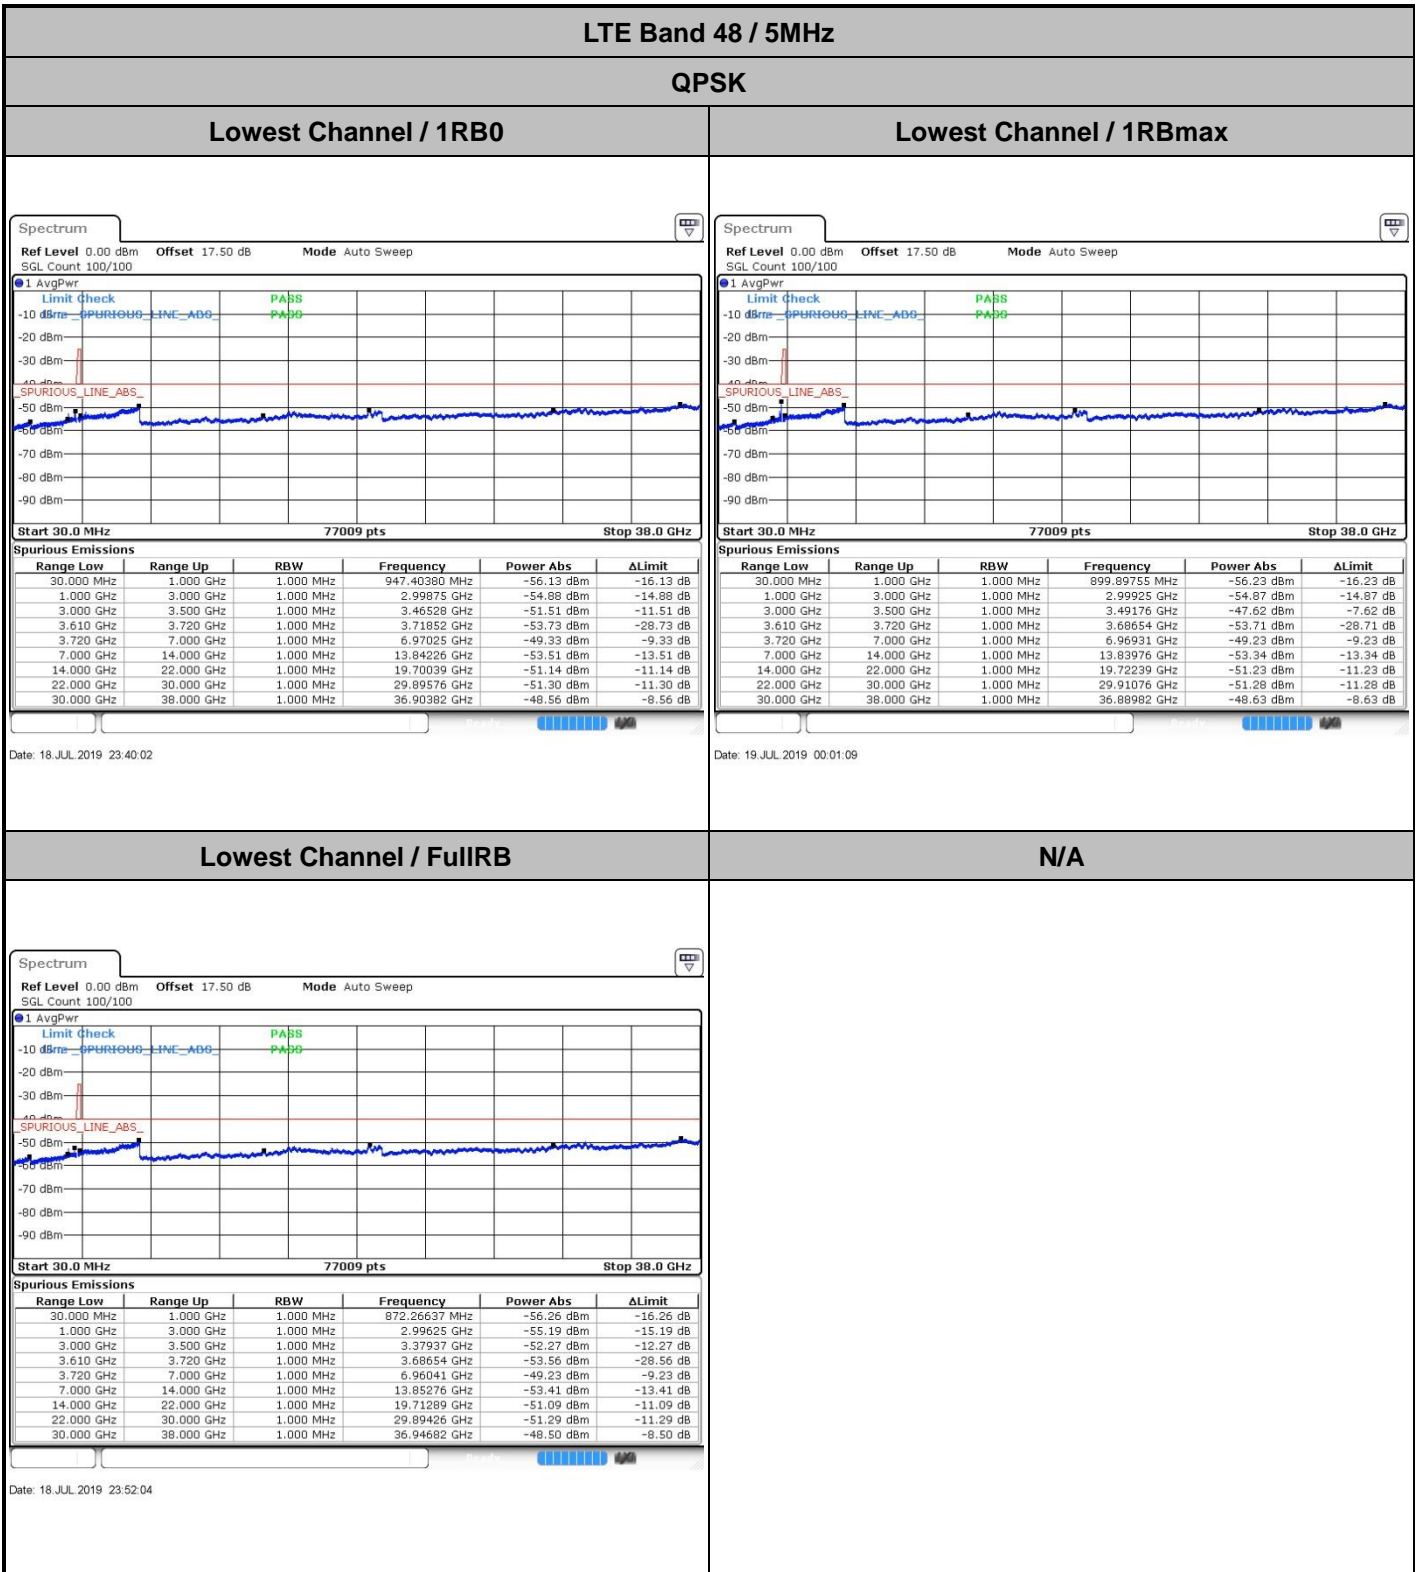 LTE Band 48 / 5MHz
QPSK
Lowest Channel / 1RB0
Lowest Channel / 1RBmax
Spectrum
Ref Level 0.00 dBm Offset 17.50 dB Mode Auto Sweep
SGL Count 100/100
1 AvgPwr
Limit Check PASS
-10 dBm _SPURIOUS_LINE_ABS_ PASS
-20 dBm
-30 dBm
-40 dBm
_SPURIOUS_LINE_ABS_
-50 dBm
-60 dBm
-70 dBm
-80 dBm
-90 dBm
Start 30.0 MHz 77009 pts Stop 38.0 GHz
Spurious Emissions
Range Low Range Up RBW Frequency Power Abs ΔLimit
30.000 MHz 1.000 GHz 1.000 MHz 947.40380 MHz -56.13 dBm -16.13 dB
1.000 GHz 3.000 GHz 1.000 MHz 2.99875 GHz -54.88 dBm -14.88 dB
3.000 GHz 3.500 GHz 1.000 MHz 3.46528 GHz -51.51 dBm -11.51 dB
3.610 GHz 3.720 GHz 1.000 MHz 3.71852 GHz -53.73 dBm -28.73 dB
3.720 GHz 7.000 GHz 1.000 MHz 6.97025 GHz -49.33 dBm -9.33 dB
7.000 GHz 14.000 GHz 1.000 MHz 13.84226 GHz -53.51 dBm -13.51 dB
14.000 GHz 22.000 GHz 1.000 MHz 19.70039 GHz -51.14 dBm -11.14 dB
22.000 GHz 30.000 GHz 1.000 MHz 29.89576 GHz -51.30 dBm -11.30 dB
30.000 GHz 38.000 GHz 1.000 MHz 36.90382 GHz -48.56 dBm -8.56 dB
Date: 18.JUL.2019 23:40:02
Spectrum
Ref Level 0.00 dBm Offset 17.50 dB Mode Auto Sweep
SGL Count 100/100
1 AvgPwr
Limit Check PASS
-10 dBm _SPURIOUS_LINE_ABS_ PASS
-20 dBm
-30 dBm
-40 dBm
_SPURIOUS_LINE_ABS_
-50 dBm
-60 dBm
-70 dBm
-80 dBm
-90 dBm
Start 30.0 MHz 77009 pts Stop 38.0 GHz
Spurious Emissions
Range Low Range Up RBW Frequency Power Abs ΔLimit
30.000 MHz 1.000 GHz 1.000 MHz 899.89755 MHz -56.23 dBm -16.23 dB
1.000 GHz 3.000 GHz 1.000 MHz 2.99925 GHz -54.87 dBm -14.87 dB
3.000 GHz 3.500 GHz 1.000 MHz 3.49176 GHz -47.62 dBm -7.62 dB
3.610 GHz 3.720 GHz 1.000 MHz 3.68654 GHz -53.71 dBm -28.71 dB
3.720 GHz 7.000 GHz 1.000 MHz 6.96931 GHz -49.23 dBm -9.23 dB
7.000 GHz 14.000 GHz 1.000 MHz 13.83976 GHz -53.34 dBm -13.34 dB
14.000 GHz 22.000 GHz 1.000 MHz 19.72239 GHz -51.23 dBm -11.23 dB
22.000 GHz 30.000 GHz 1.000 MHz 29.91076 GHz -51.28 dBm -11.28 dB
30.000 GHz 38.000 GHz 1.000 MHz 36.88982 GHz -48.63 dBm -8.63 dB
Date: 19.JUL.2019 00:01:09
Lowest Channel / FullRB
N/A
Spectrum
Ref Level 0.00 dBm Offset 17.50 dB Mode Auto Sweep
SGL Count 100/100
1 AvgPwr
Limit Check PASS
-10 dBm _SPURIOUS_LINE_ABS_ PASS
-20 dBm
-30 dBm
-40 dBm
_SPURIOUS_LINE_ABS_
-50 dBm
-60 dBm
-70 dBm
-80 dBm
-90 dBm
Start 30.0 MHz 77009 pts Stop 38.0 GHz
Spurious Emissions
Range Low Range Up RBW Frequency Power Abs ΔLimit
30.000 MHz 1.000 GHz 1.000 MHz 872.26637 MHz -56.26 dBm -16.26 dB
1.000 GHz 3.000 GHz 1.000 MHz 2.99625 GHz -55.19 dBm -15.19 dB
3.000 GHz 3.500 GHz 1.000 MHz 3.37937 GHz -52.27 dBm -12.27 dB
3.610 GHz 3.720 GHz 1.000 MHz 3.68654 GHz -53.56 dBm -28.56 dB
3.720 GHz 7.000 GHz 1.000 MHz 6.96041 GHz -49.23 dBm -9.23 dB
7.000 GHz 14.000 GHz 1.000 MHz 13.85276 GHz -53.41 dBm -13.41 dB
14.000 GHz 22.000 GHz 1.000 MHz 19.71289 GHz -51.09 dBm -11.09 dB
22.000 GHz 30.000 GHz 1.000 MHz 29.89426 GHz -51.29 dBm -11.29 dB
30.000 GHz 38.000 GHz 1.000 MHz 36.94682 GHz -48.50 dBm -8.50 dB
Date: 18.JUL.2019 23:52:04